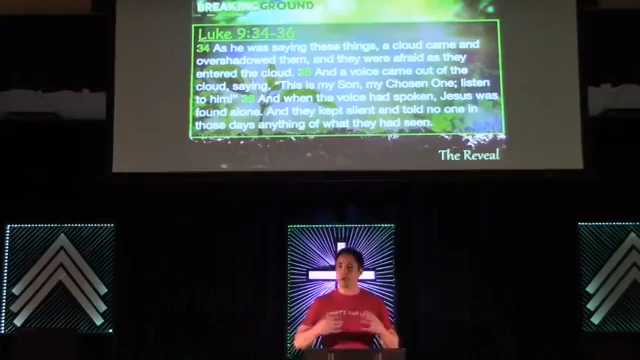 BREAKING GROUND
Luke 9:34-36
34 As he was saying these things, a cloud came and
overshadowed them, and they were afraid as they
entered the cloud. 35 And a voice came out of the
cloud, saying, "This is my Son, my Chosen One; listen
to him!" 36 And when the voice had spoken, Jesus was
found alone. And they kept silent and told no one in
those days anything of what they had seen.
The Reveal